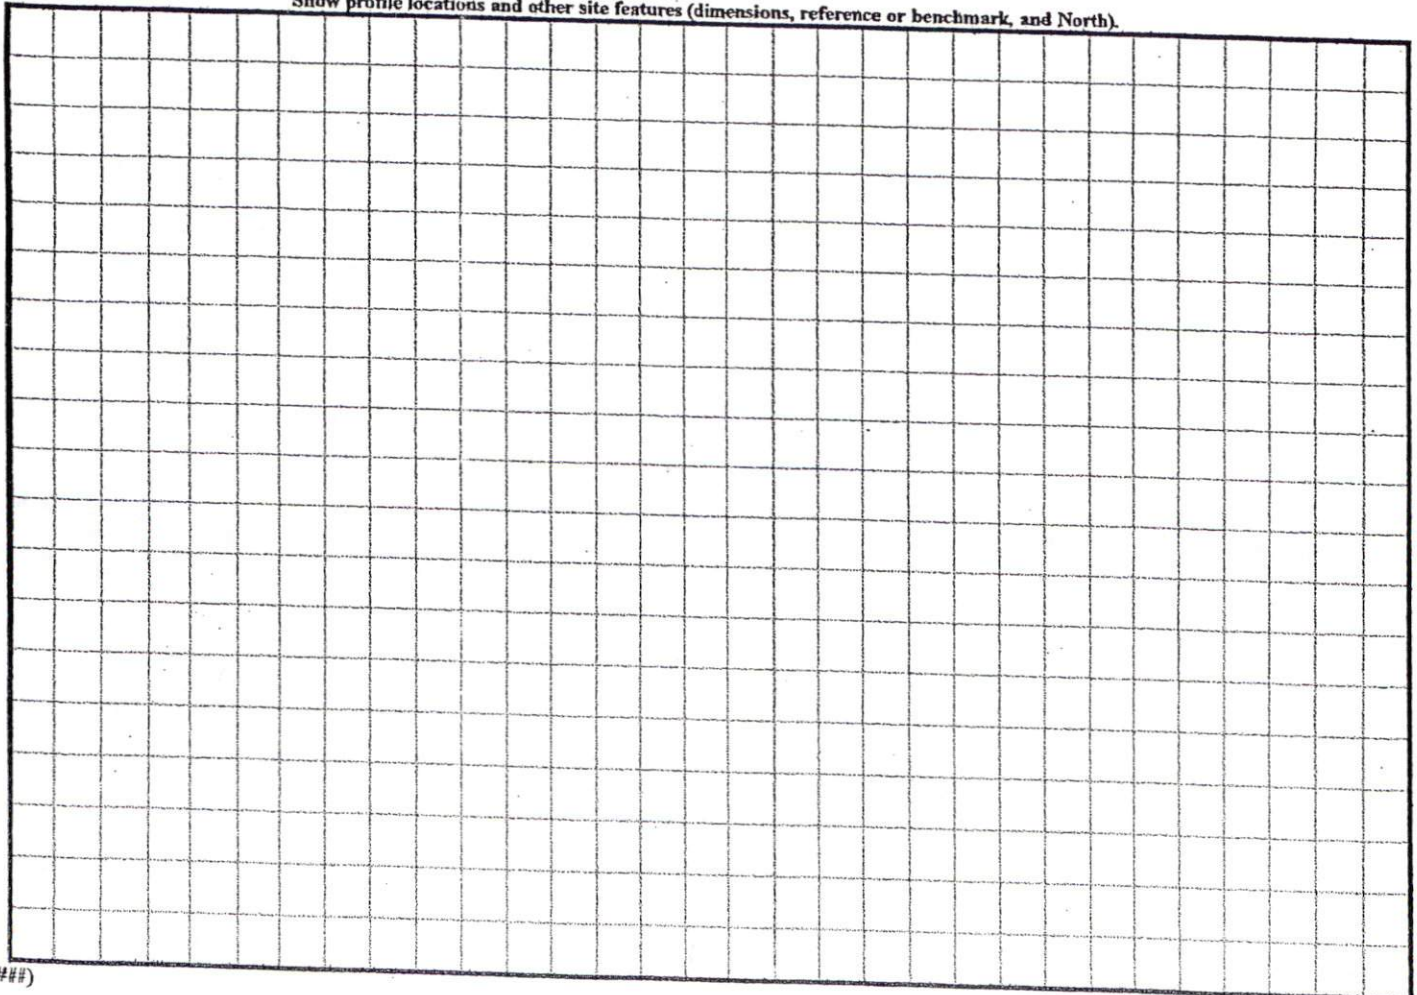 Show profile locations and other site features (dimensions, reference or benchmark, and North).
###)